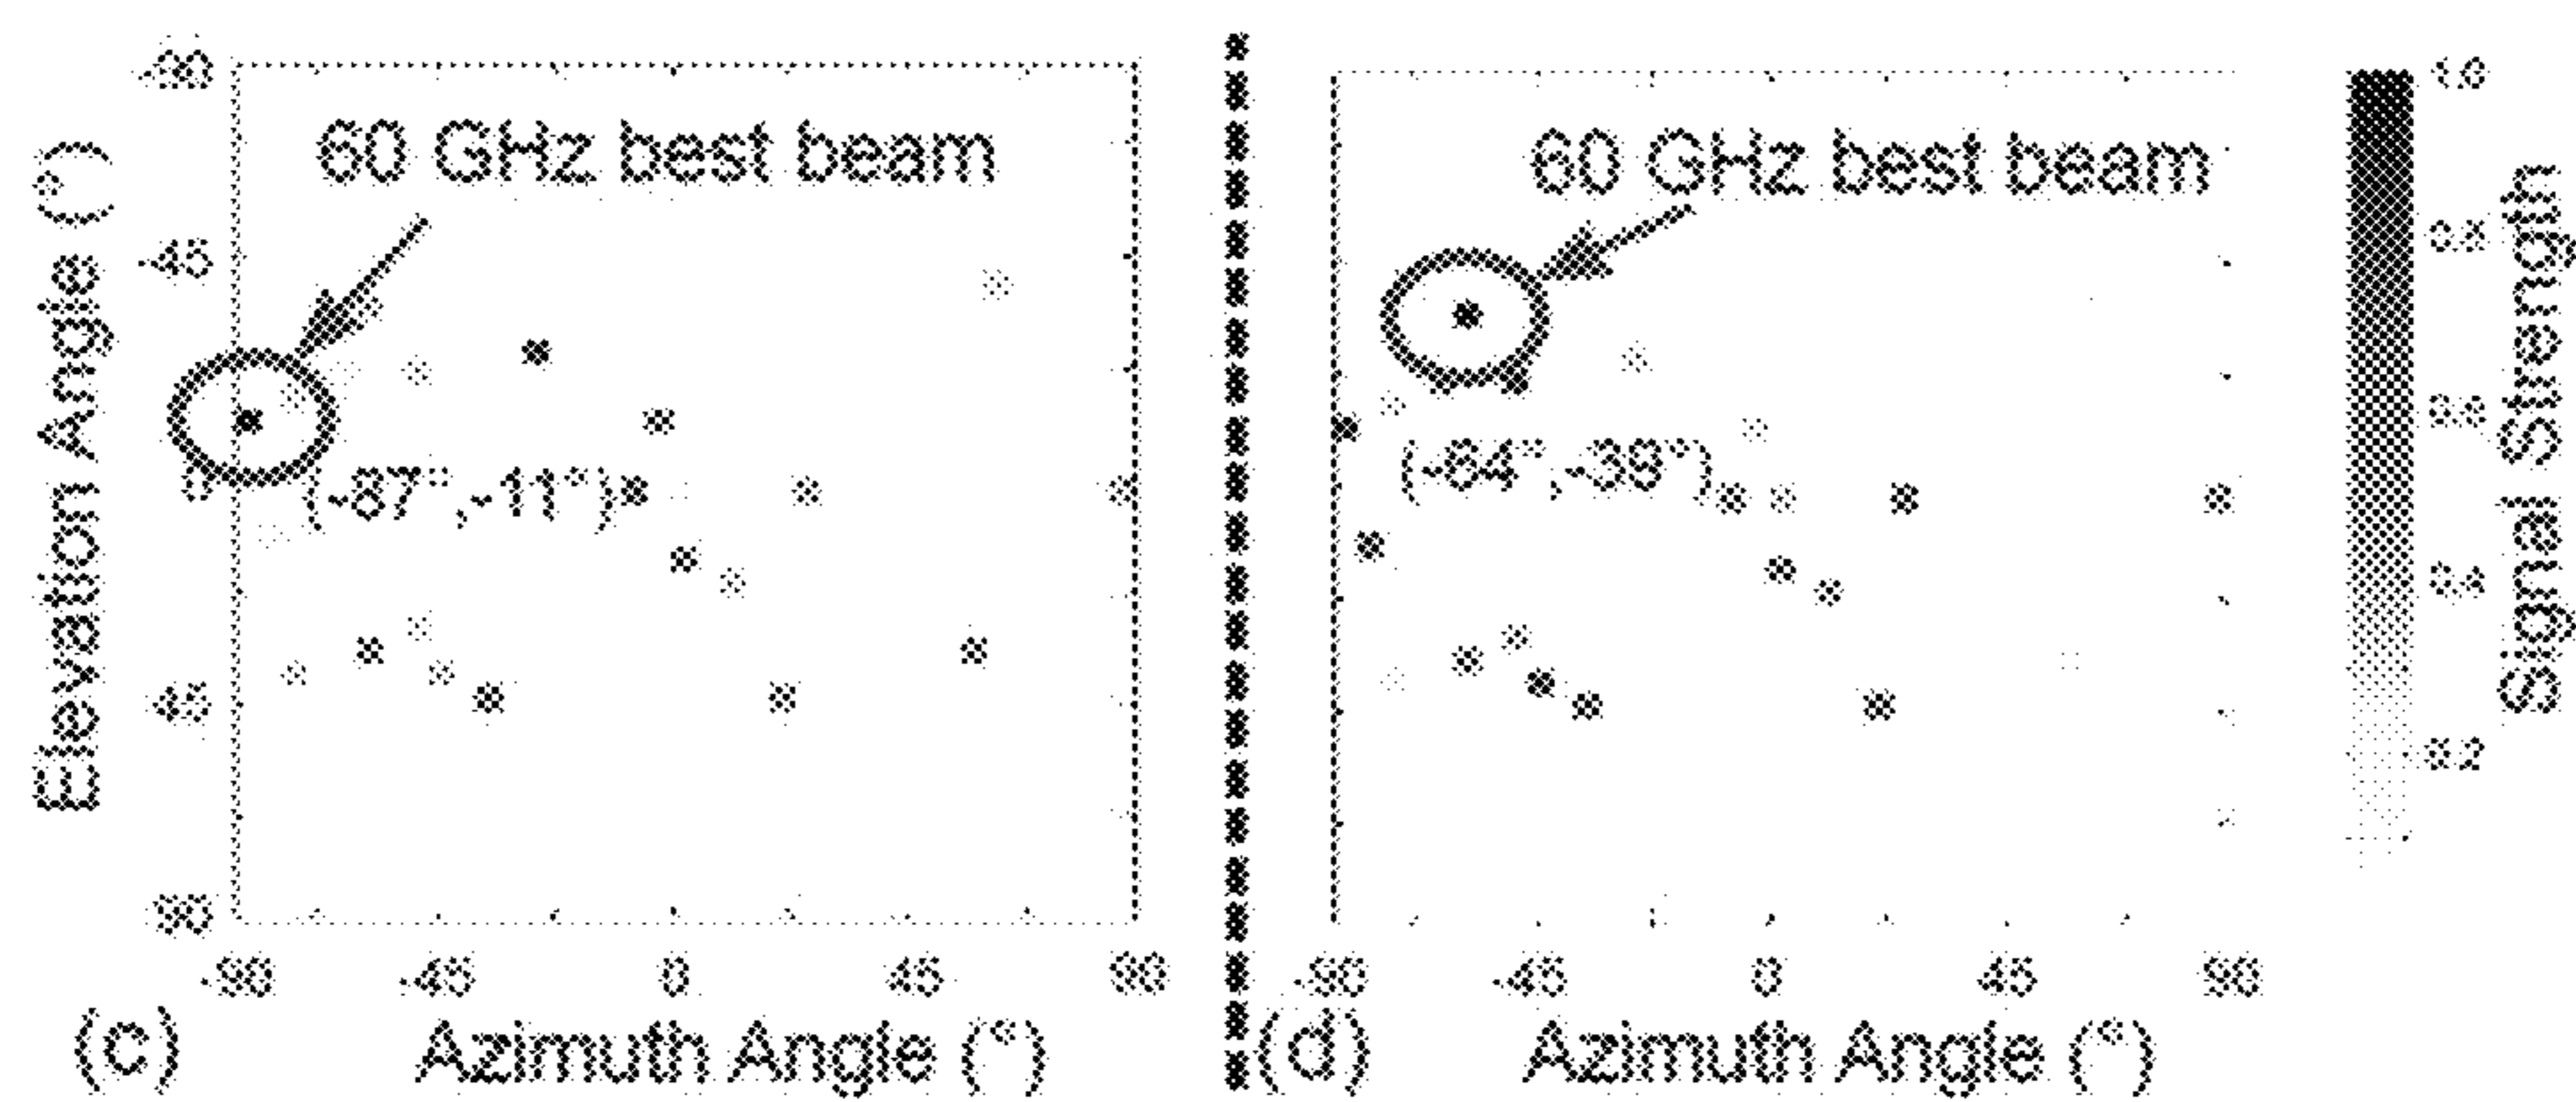 60 GHz best beam
(-87°,-11°)
Elevation Angle (°)
-90
-45
0
45
90
-90 -45 0 45 90
Azimuth Angle (°)
(c)
60 GHz best beam
(-64°,-39°)
-90 -45 0 45 90
Azimuth Angle (°)
(d)
1.0
0.8
0.6
0.4
0.2
Signal Strength